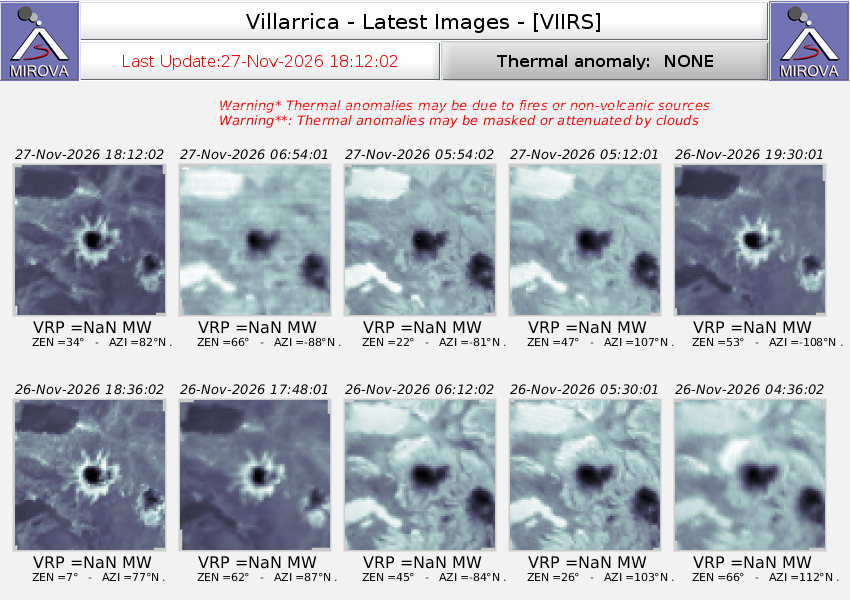 Villarrica - Latest Images - [VIIRS]
MIROVA
Last Update:27-Nov-2026 18:12:02
Thermal anomaly: NONE
MIROVA
Warning* Thermal anomalies may be due to fires or non-volcanic sources
Warning**: Thermal anomalies may be masked or attenuated by clouds
27-Nov-2026 18:12:02
27-Nov-2026 06:54:01
27-Nov-2026 05:54:02
27-Nov-2026 05:12:01
26-Nov-2026 19:30:01
VRP =NaN MW
VRP =NaN MW
VRP =NaN MW
VRP =NaN MW
VRP =NaN MW
ZEN =34° - AZI =82°N .
ZEN =66° - AZI =-88°N .
ZEN =22° - AZI =-81°N .
ZEN =47° - AZI =107°N .
ZEN =53° - AZI =-108°N .
26-Nov-2026 18:36:02
26-Nov-2026 17:48:01
26-Nov-2026 06:12:02
26-Nov-2026 05:30:01
26-Nov-2026 04:36:02
VRP =NaN MW
VRP =NaN MW
VRP =NaN MW
VRP =NaN MW
VRP =NaN MW
ZEN =7° - AZI =77°N .
ZEN =62° - AZI =87°N .
ZEN =45° - AZI =-84°N .
ZEN =26° - AZI =103°N .
ZEN =66° - AZI =112°N .